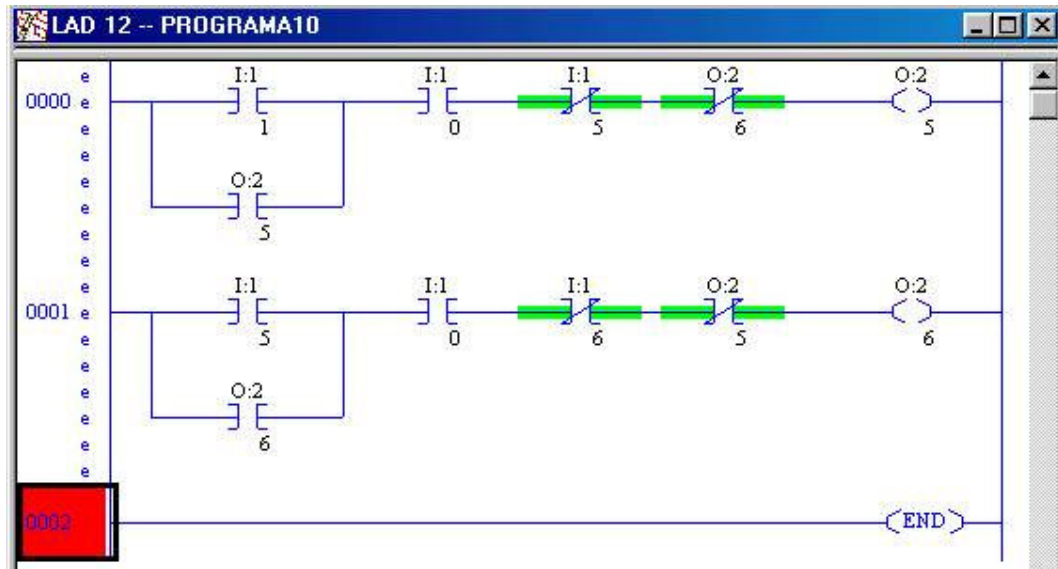 LAD 12 -- PROGRAMA10
e I:1 I:1 I:1 O:2 O:2
0000 e
e 1 0 5 6 5
e
e O:2
e
e 5
e
e I:1 I:1 I:1 O:2 O:2
0001 e
e 5 0 6 5 6
e
e O:2
e
e 6
e
0002 END